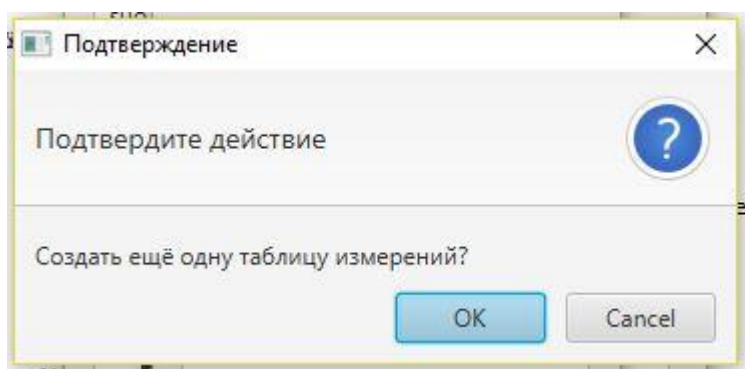 Подтверждение
Подтвердите действие
?
Создать ещё одну таблицу измерений?
OK
Cancel